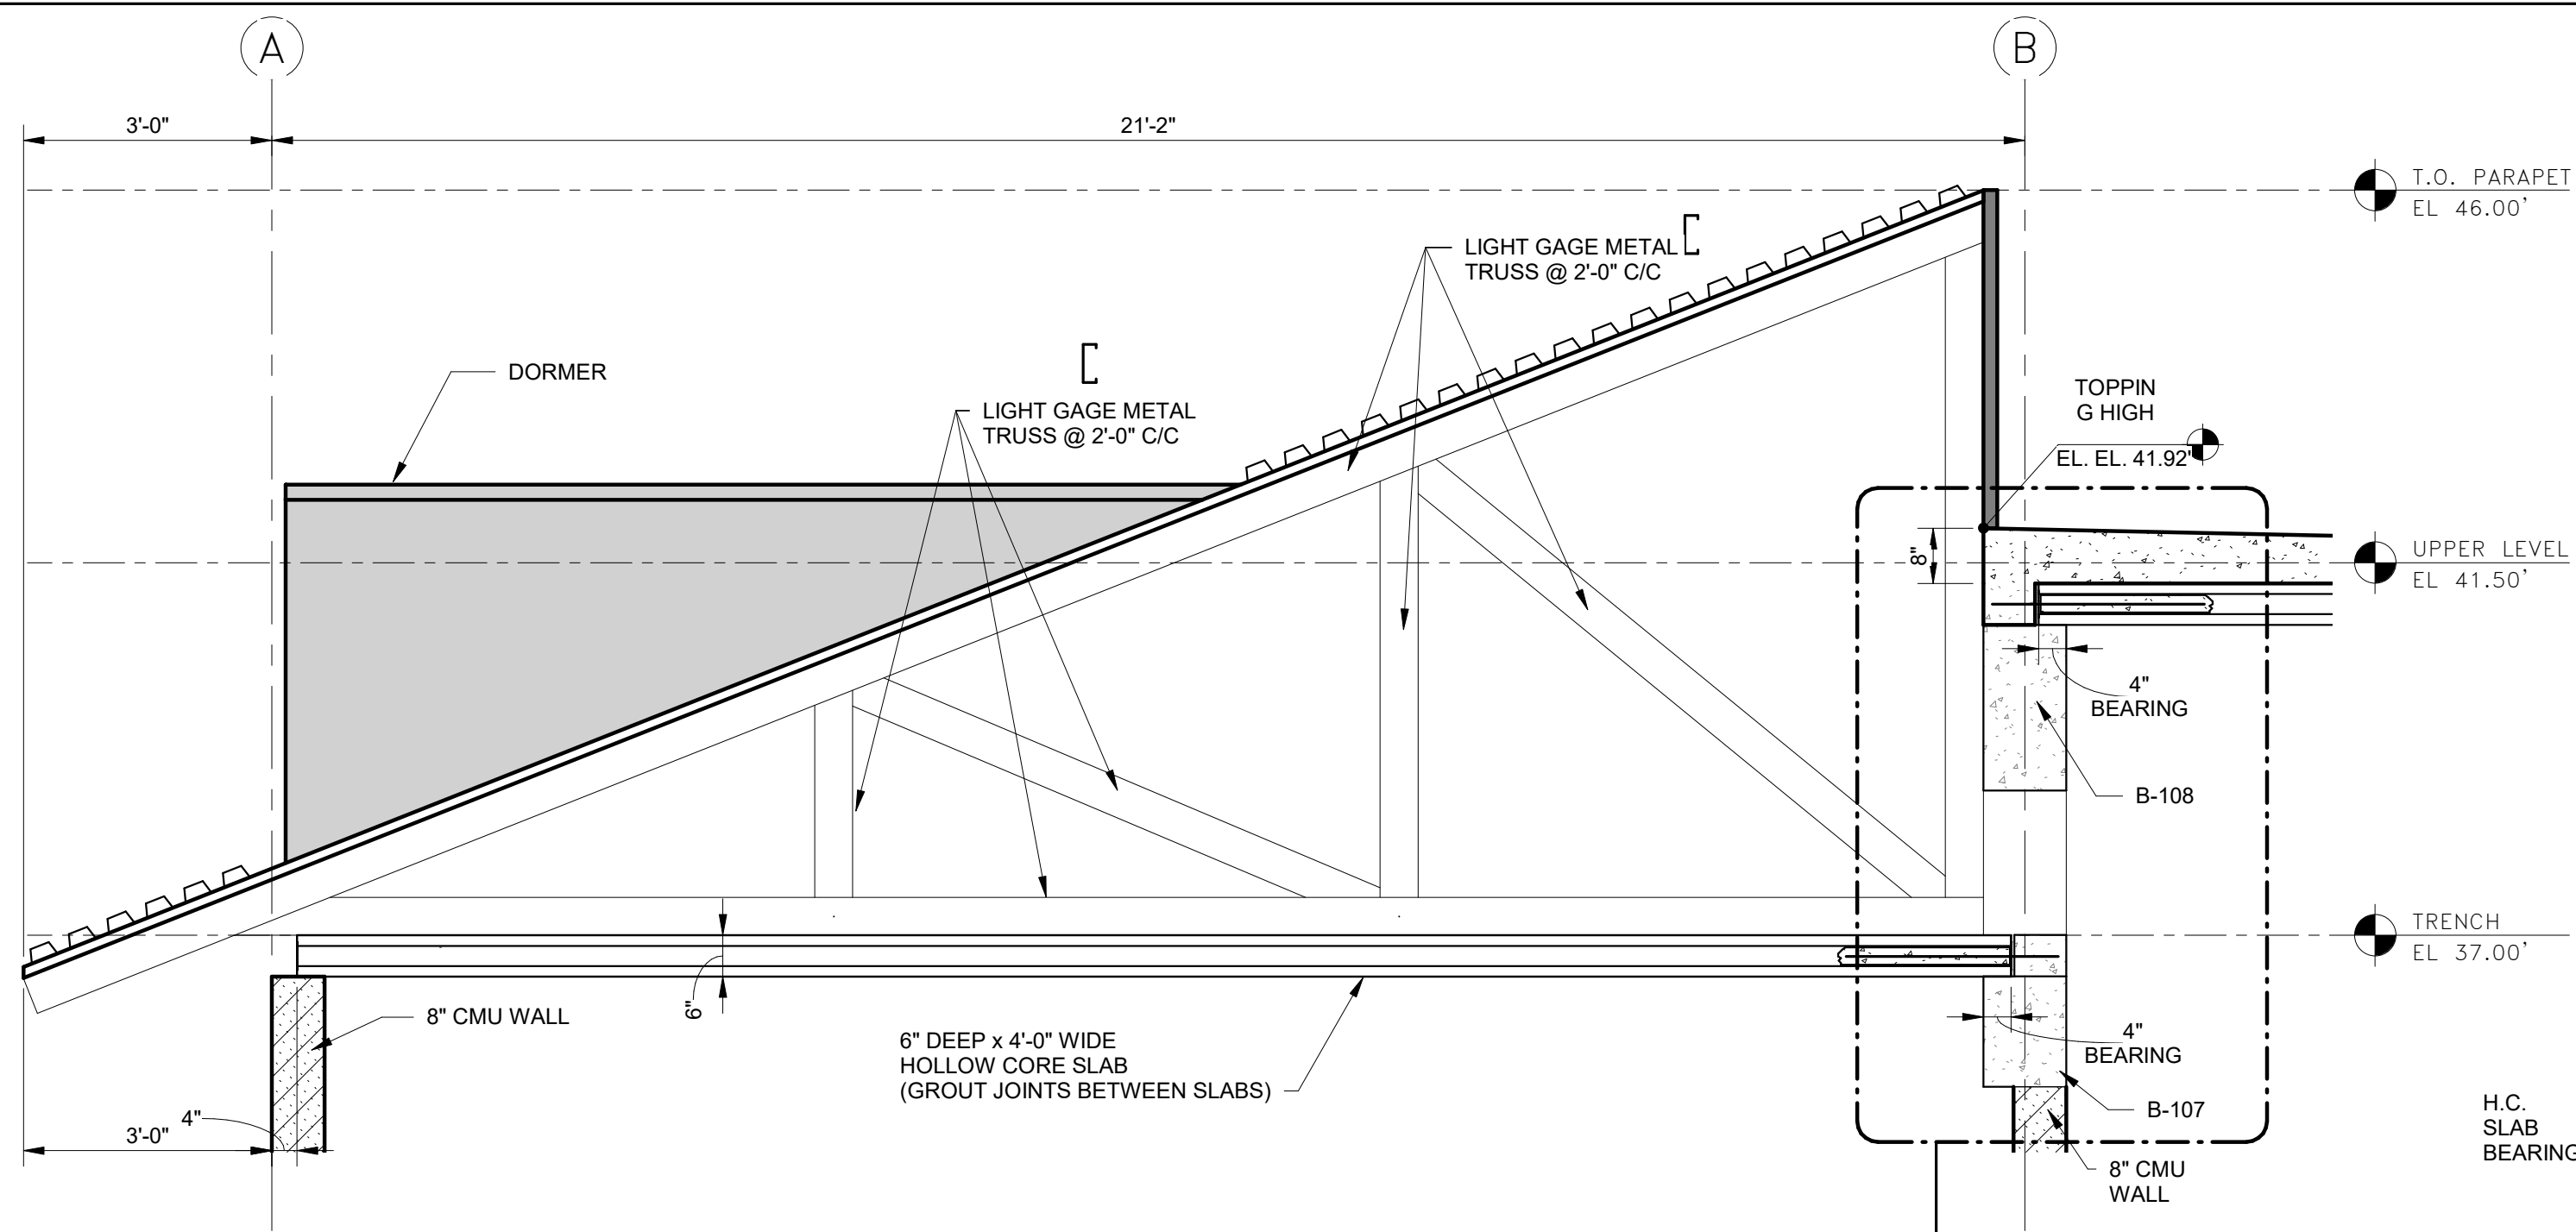 A
B
3'-0"
21'-2"
T.O. PARAPET
EL 46.00'
LIGHT GAGE METAL
TRUSS @ 2'-0" C/C
DORMER
LIGHT GAGE METAL
TRUSS @ 2'-0" C/C
TOPPIN
G HIGH
EL. EL. 41.92'
UPPER LEVEL
EL 41.50'
8"
4"
BEARING
B-108
TRENCH
EL 37.00'
8" CMU WALL
6"
6" DEEP x 4'-0" WIDE
HOLLOW CORE SLAB
(GROUT JOINTS BETWEEN SLABS)
4"
BEARING
B-107
4"
3'-0"
8" CMU
WALL
H.C.
SLAB
BEARING